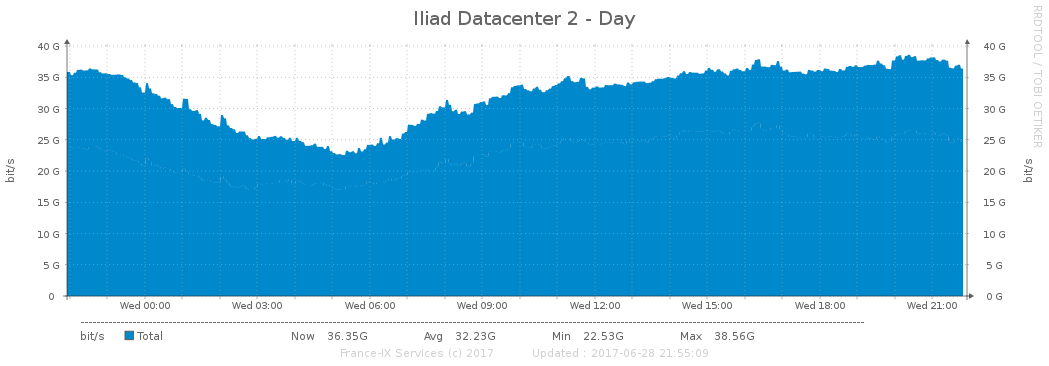 Iliad Datacenter 2 - Day
RRDTOOL / TOBI OETIKER
bit/s
40 G
35 G
30 G
25 G
20 G
15 G
10 G
5 G
0
40 G
35 G
30 G
25 G
20 G
15 G
10 G
5 G
0 G
bit/s
Wed 00:00 Wed 03:00 Wed 06:00 Wed 09:00 Wed 12:00 Wed 15:00 Wed 18:00 Wed 21:00
bit/s Total Now 36.35G Avg 32.23G Min 22.53G Max 38.56G
France-IX Services (c) 2017 Updated : 2017-06-28 21:55:09